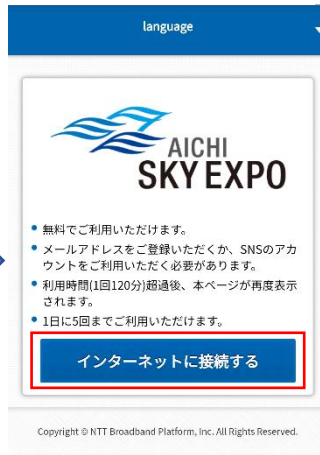 language
AICHI
SKY EXPO
• 無料でご利用いただけます。
• メールアドレスをご登録いただくか、SNSのアカ
ウントをご利用いただく必要があります。
• 利用時間(1回120分)超過後、本ページが再度表示
されます。
• 1日に5回までご利用いただけます。
インターネットに接続する
Copyright © NTT Broadband Platform, Inc. All Rights Reserved.